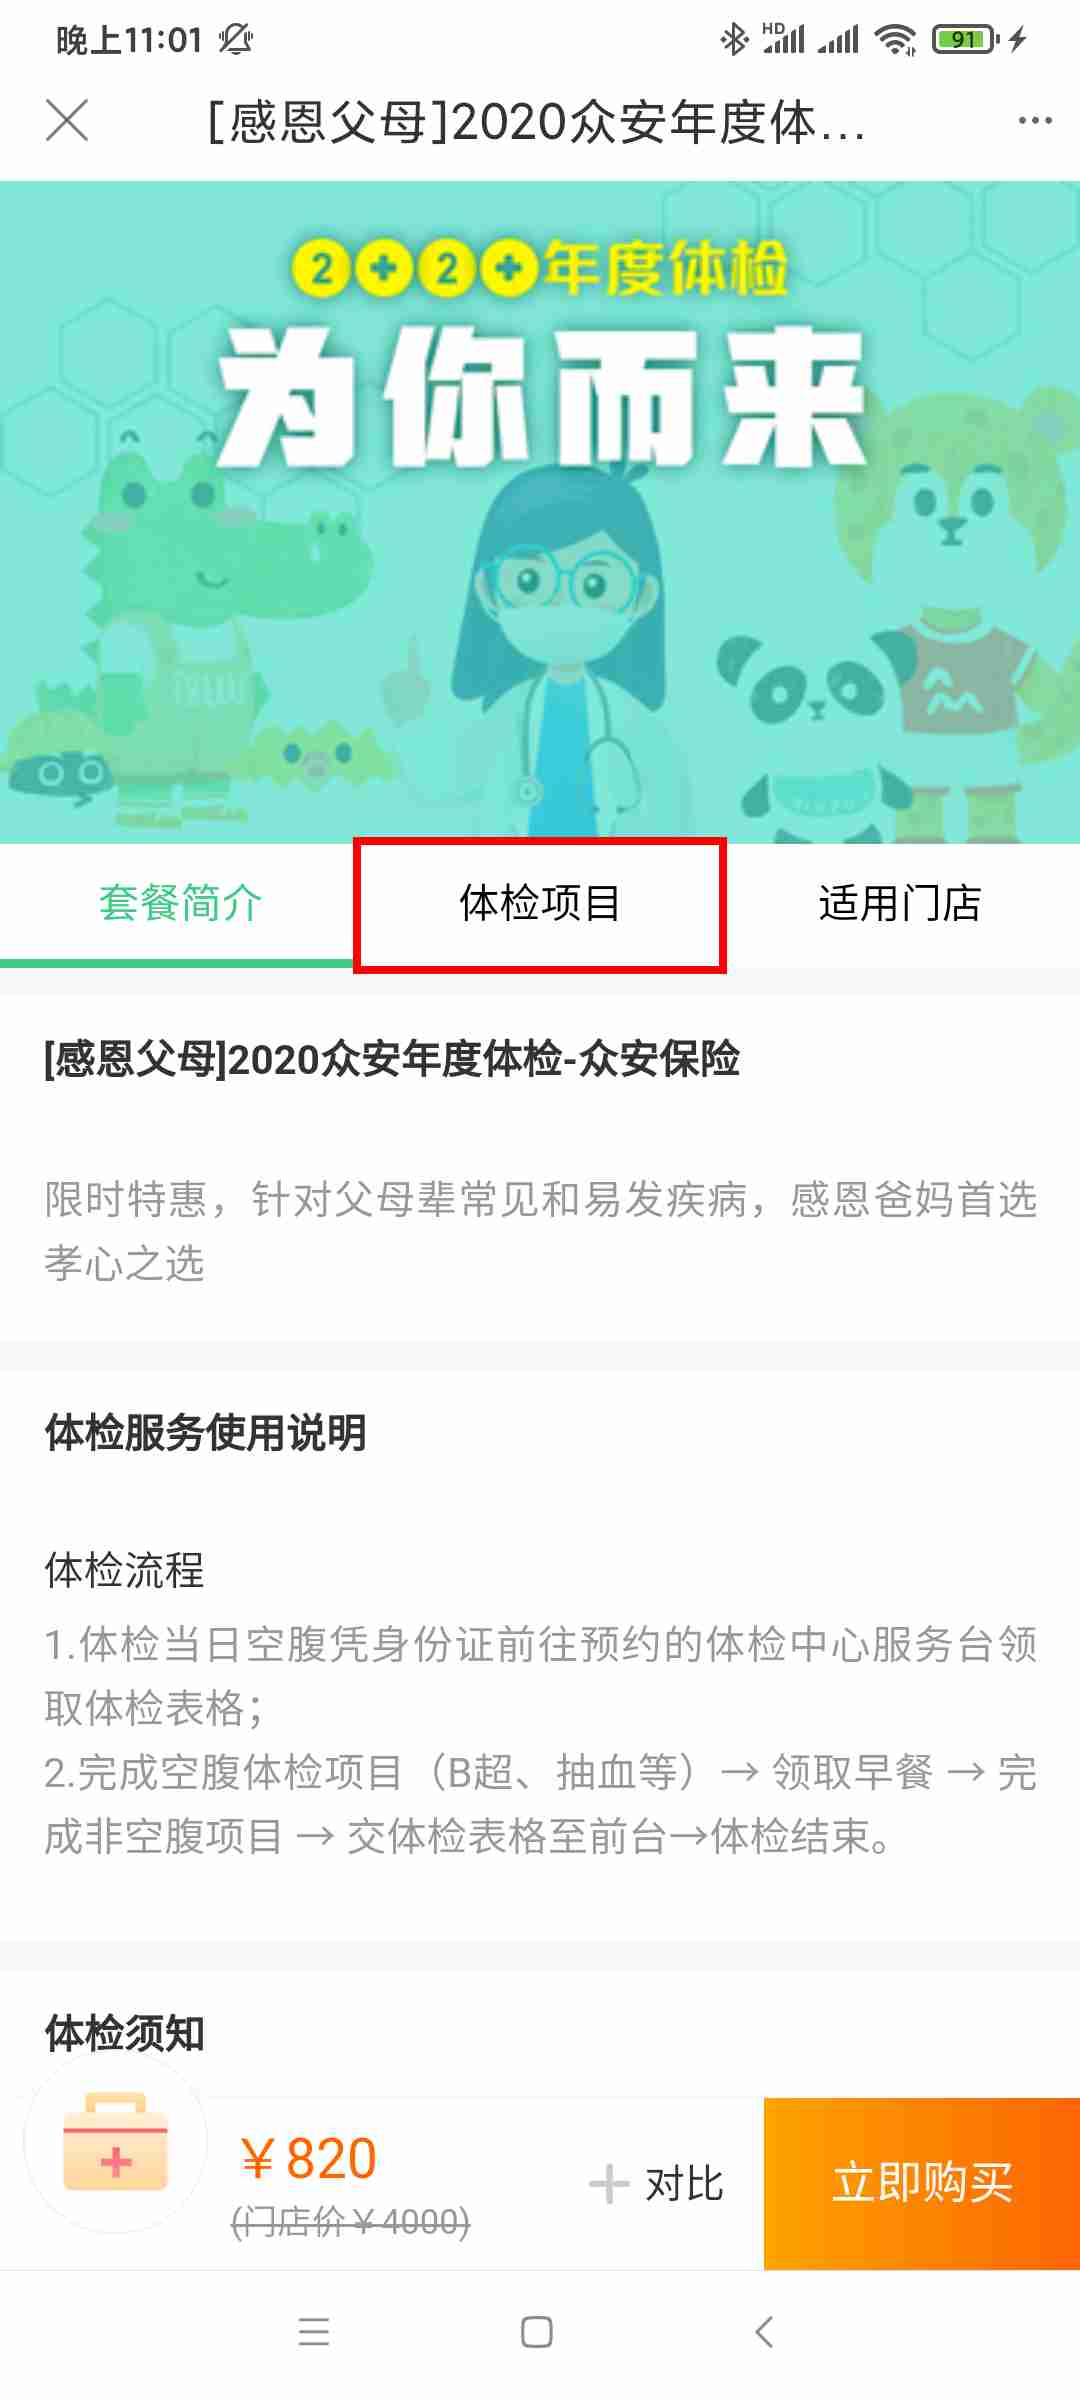 晚上11:01
HD
91
[感恩父母]2020众安年度体...
2+2+年度体检
为你而来
套餐简介
体检项目
适用门店
[感恩父母]2020众安年度体检-众安保险
限时特惠，针对父母辈常见和易发疾病，感恩爸妈首选
孝心之选
体检服务使用说明
体检流程
1.体检当日空腹凭身份证前往预约的体检中心服务台领
取体检表格；
2.完成空腹体检项目（B超、抽血等）→ 领取早餐 → 完
成非空腹项目 → 交体检表格至前台→体检结束。
体检须知
￥820
(门店价￥4000)
+ 对比
立即购买